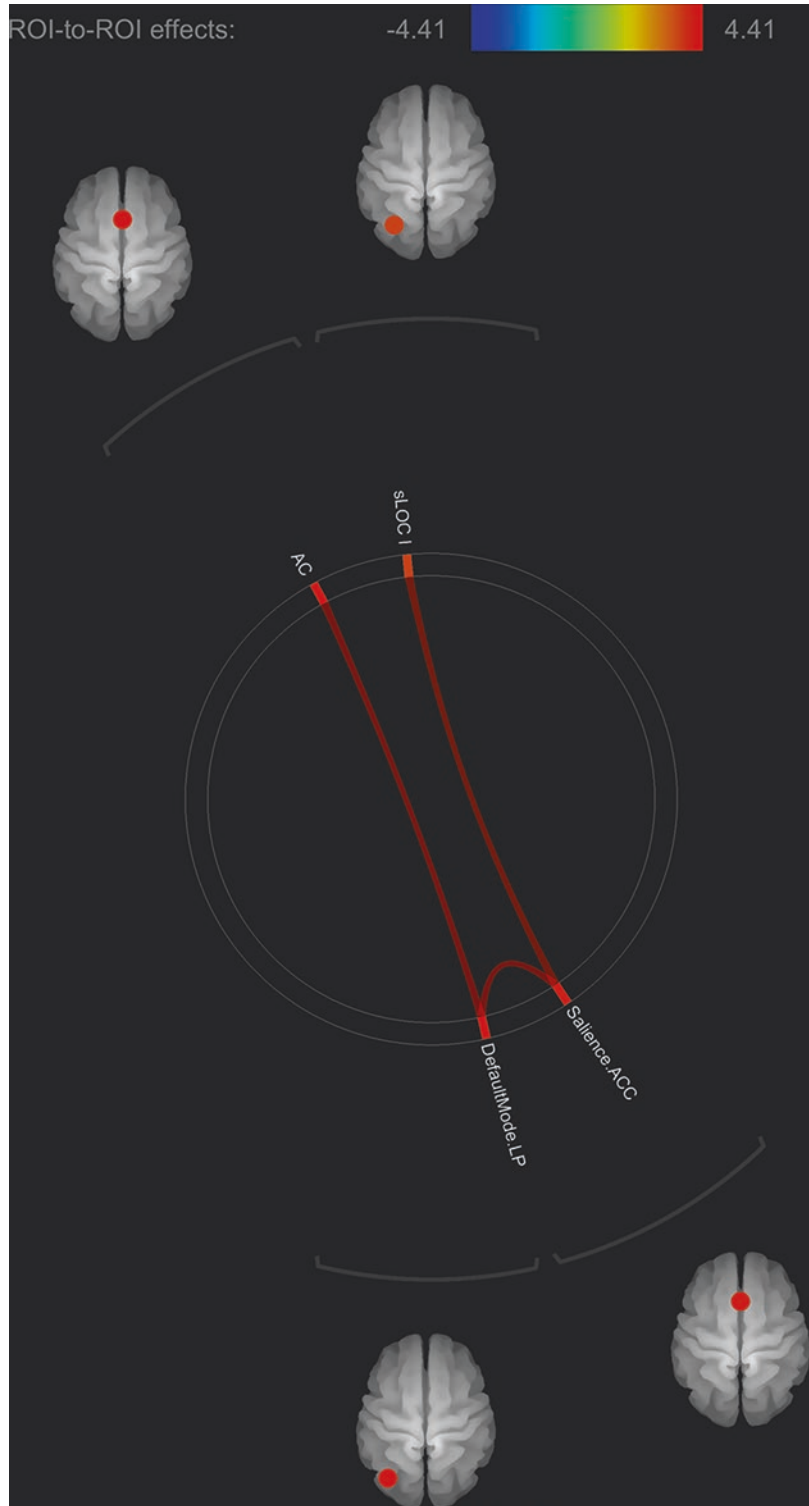 ROI-to-ROI effects: -4.41 4.41
sLOC l
AC
Salience.ACC
DefaultMode.LP